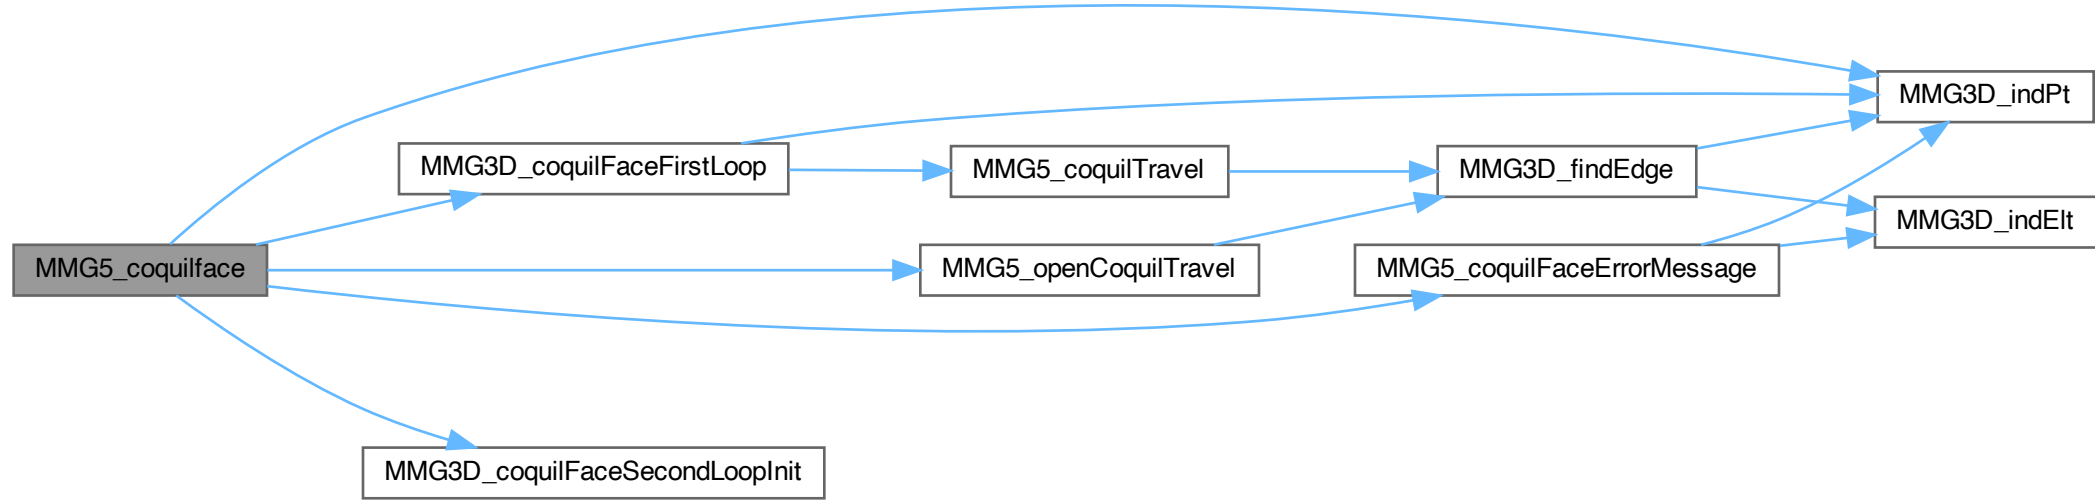 MMG5_coquilface
MMG3D_coquilFaceFirstLoop
MMG5_coquilTravel
MMG3D_findEdge
MMG3D_indPt
MMG3D_indElt
MMG5_openCoquilTravel
MMG5_coquilFaceErrorMessage
MMG3D_coquilFaceSecondLoopInit